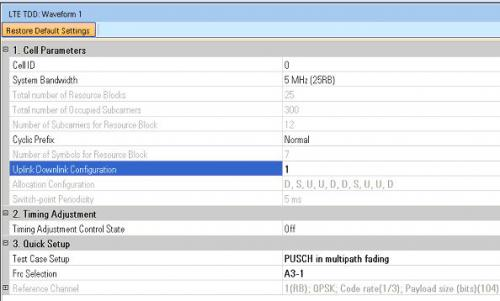 LTE TDD: Waveform 1
Restore Default Settings
1. Cell Parameters
Cell ID 0
System Bandwidth 5 MHz (25RB)
Total number of Resource Blocks 25
Total number of Occupied Subcarriers 300
Number of Subcarriers for Resource Block 12
Cyclic Prefix Normal
Number of Symbols for Resource Block 7
Uplink Downlink Configuration 1
Allocation Configuration D, S, U, U, D, D, S, U, U, D
Switch-point Periodicity 5 ms
2. Timing Adjustment
Timing Adjustment Control State Off
3. Quick Setup
Test Case Setup PUSCH in multipath fading
Frc Selection A3-1
Reference Channel 1(RB); QPSK; Code rate(1/3); Payload size (bits)(104)